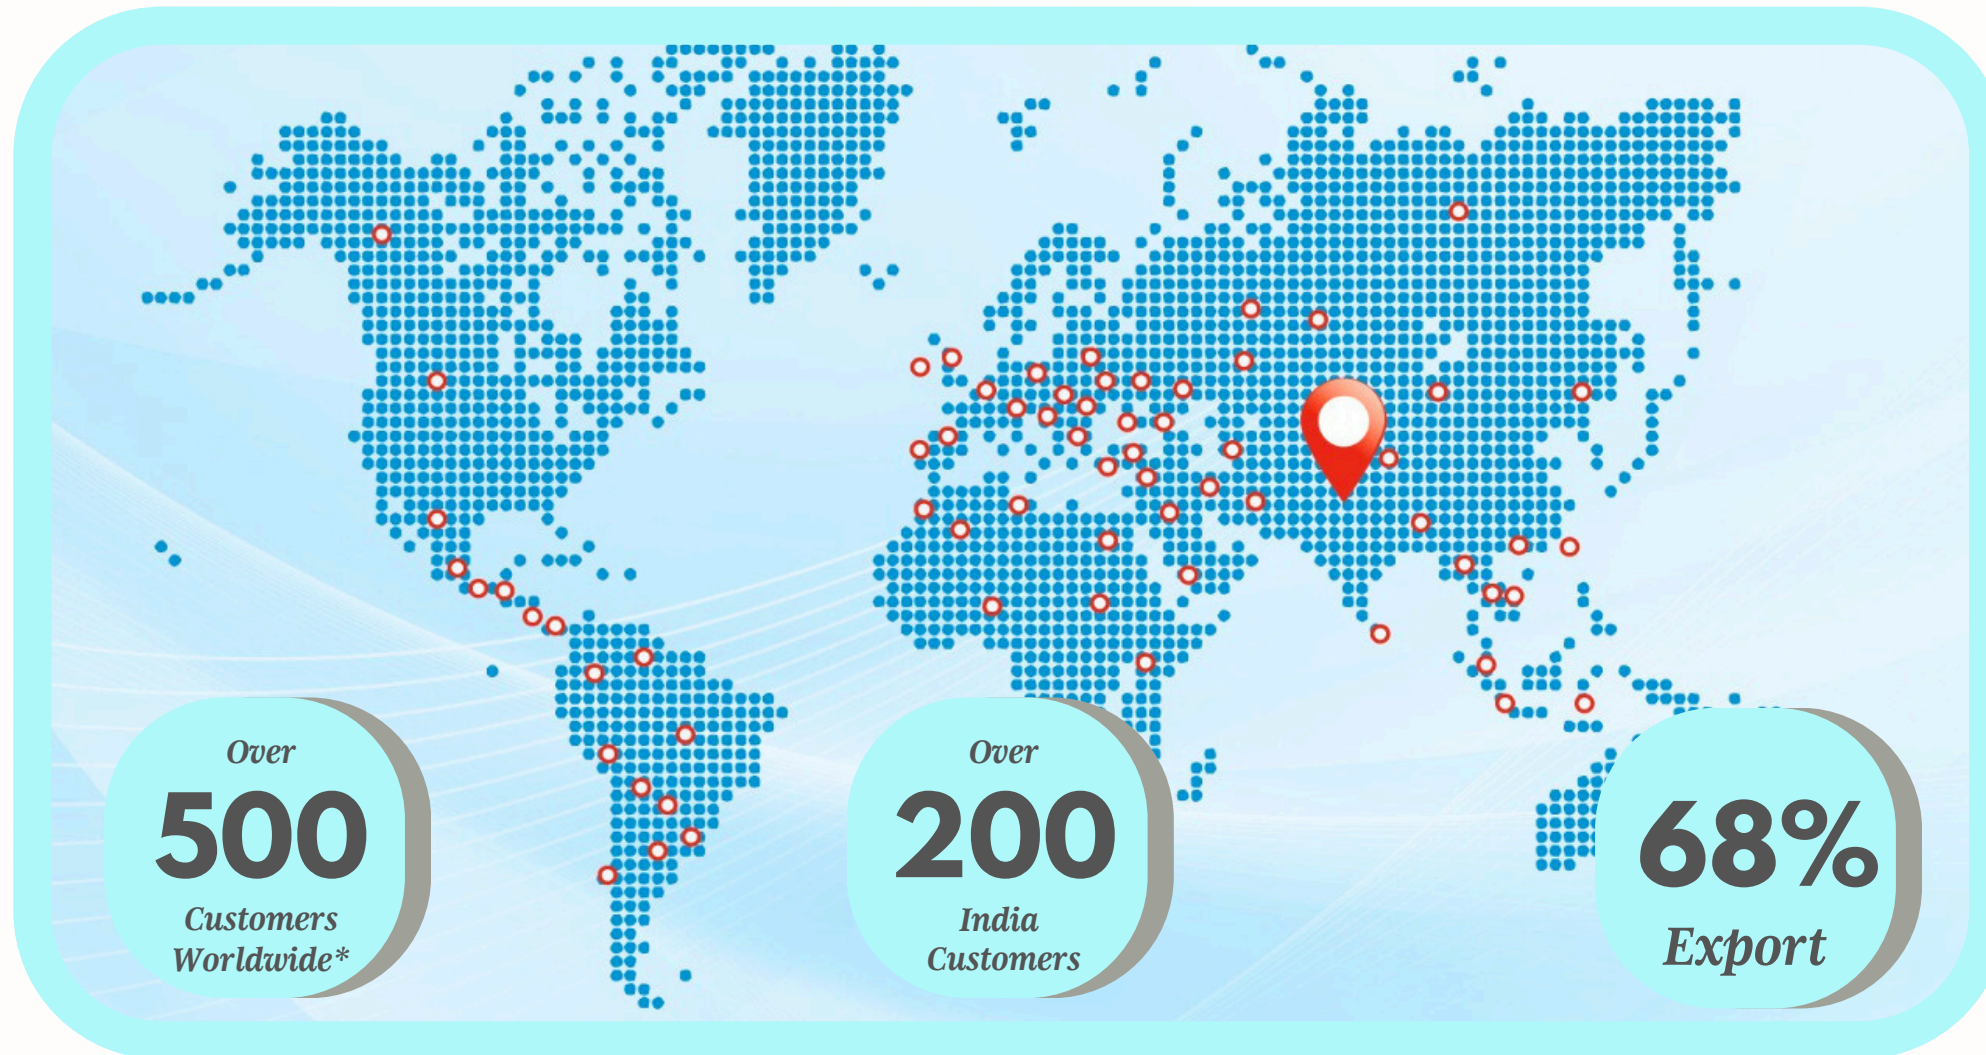 Over
500
Customers
Worldwide*
Over
200
India
Customers
68%
Export